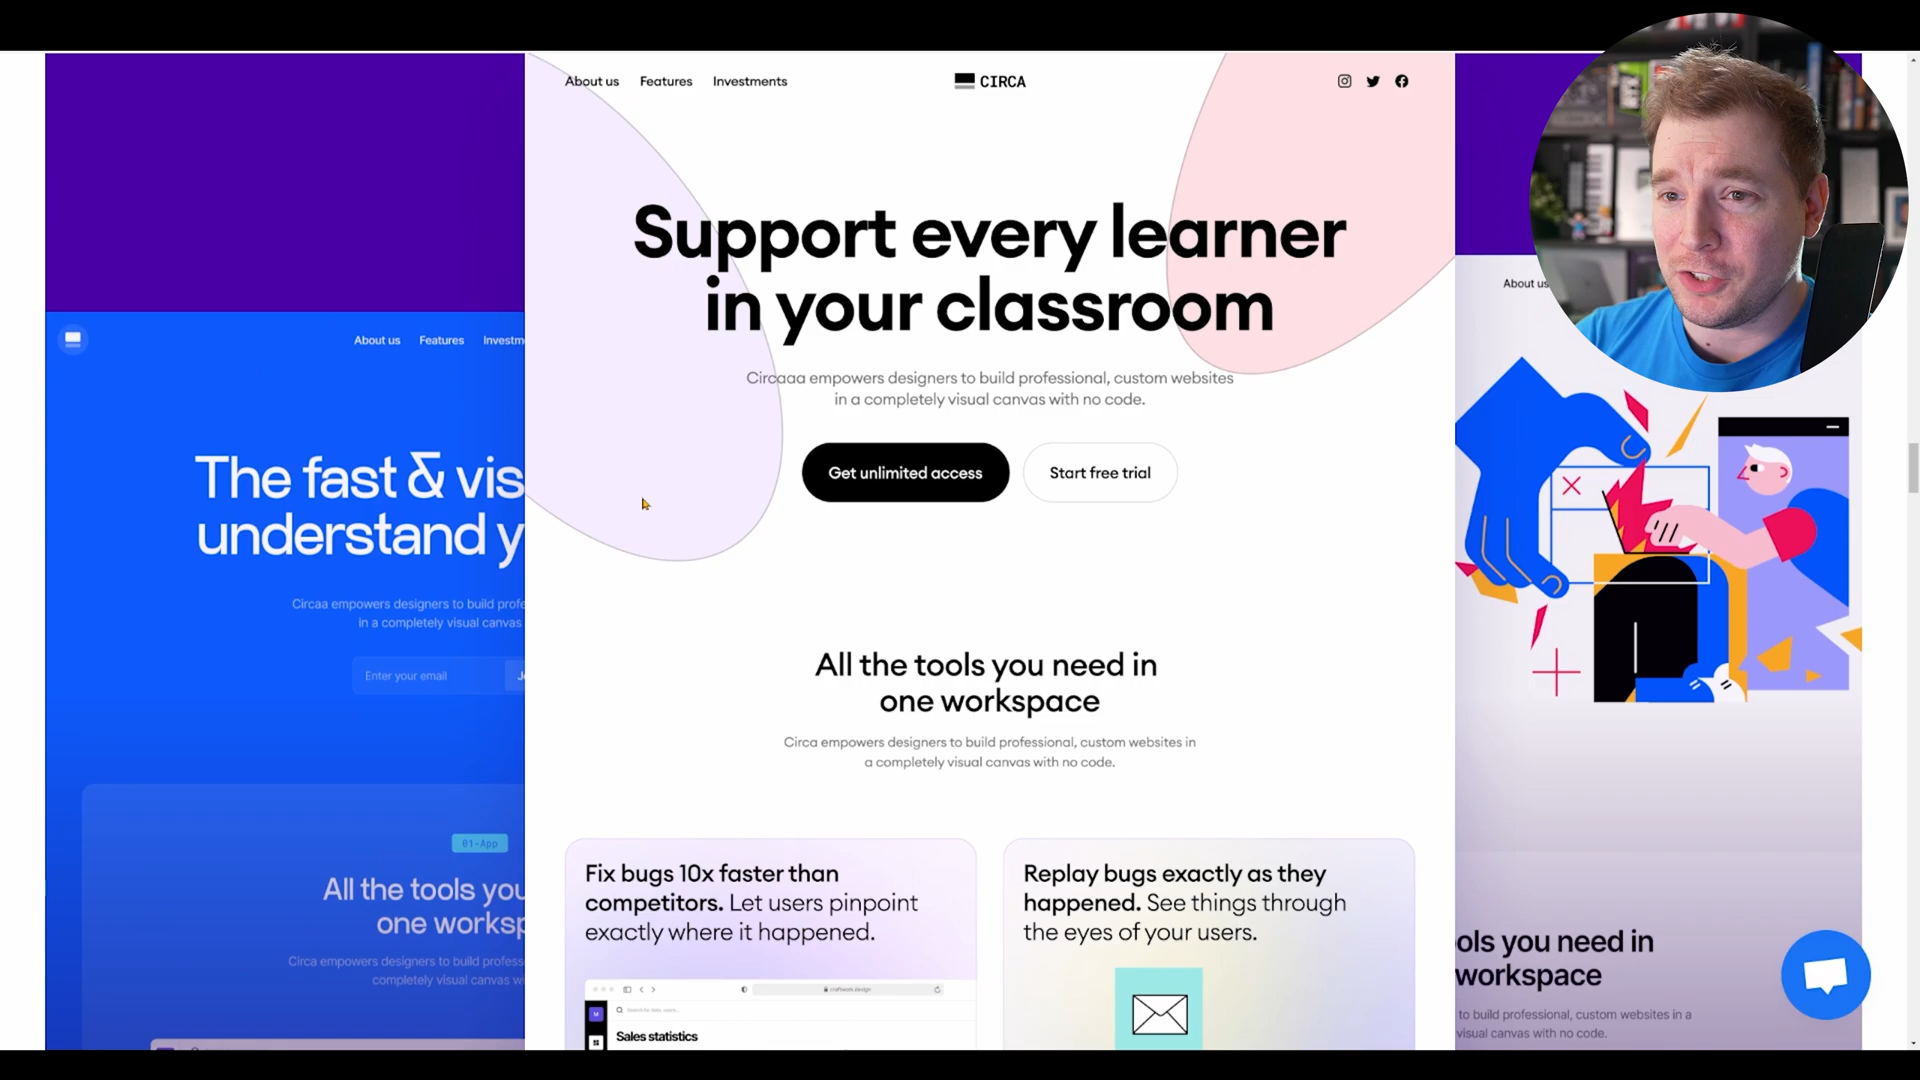 About us Features Investments
CIRCA
Support every learner
in your classroom
Circaaa empowers designers to build professional, custom websites
in a completely visual canvas with no code.
Get unlimited access
Start free trial
All the tools you need in
one workspace
Circa empowers designers to build professional, custom websites in
a completely visual canvas with no code.
Fix bugs 10x faster than
competitors. Let users pinpoint
exactly where it happened.
craftwork.design
Sales statistics
Replay bugs exactly as they
happened. See things through
the eyes of your users.
About us Features Investm
The fast & vis
understand y
Circaa empowers designers to build profe
in a completely visual canvas
Enter your email
01-App
All the tools you
one worksp
Circa empowers designers to build profess
completely visual canvas w
About us
ols you need in
workspace
to build professional, custom websites in a
visual canvas with no code.